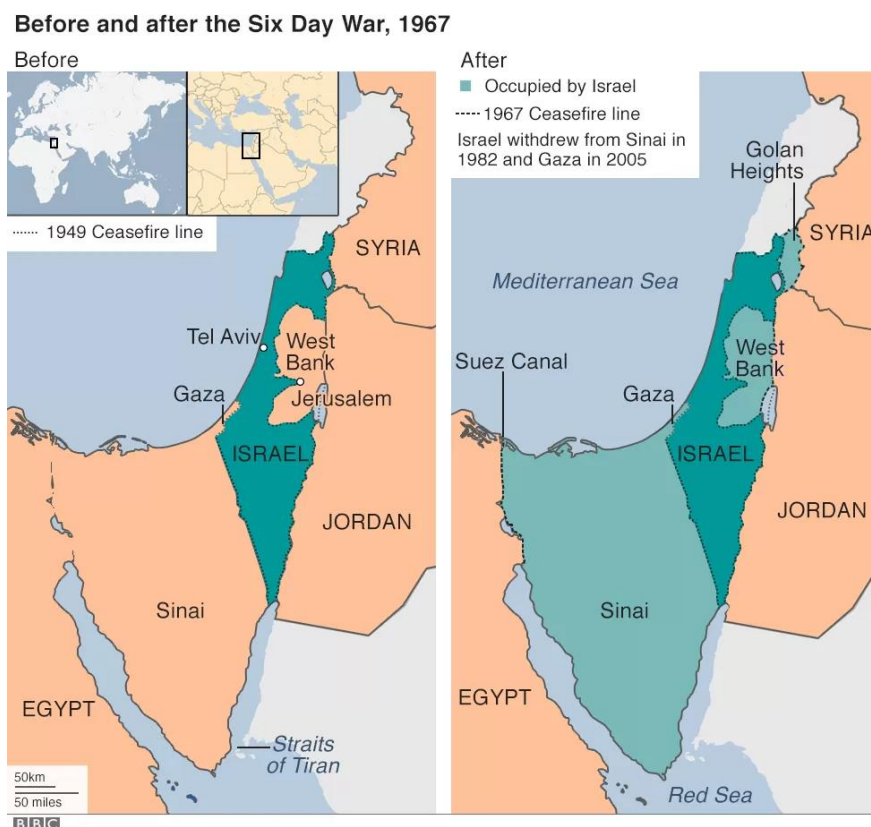 Before and after the Six Day War, 1967
Before
1949 Ceasefire line
SYRIA
Tel Aviv
West
Bank
Gaza
Jerusalem
ISRAEL
JORDAN
Sinai
EGYPT
Straits
of Tiran
50km
50 miles
After
Occupied by Israel
1967 Ceasefire line
Israel withdrew from Sinai in
1982 and Gaza in 2005
Golan
Heights
SYRIA
Mediterranean Sea
West
Bank
Suez Canal
Gaza
ISRAEL
JORDAN
Sinai
EGYPT
Red Sea
BBC